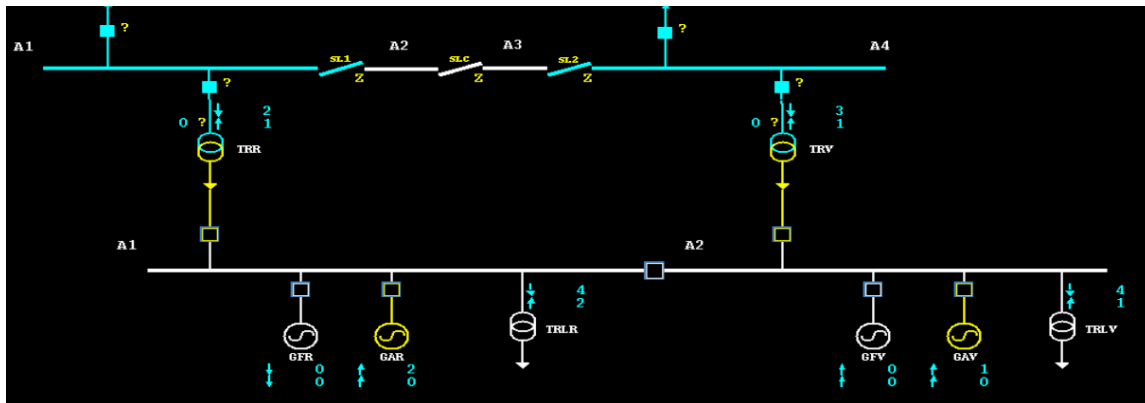 ? ?
A1 SL1 A2 SLC A3 SL2 A4
Z Z Z
? ?
2 3
0 ? 1 0 ? 1
TRR TRV
A1 A2
4 4
2 1
TRLR TRLV
GFR GAR GFV GAV
0 2 0 1
0 0 0 0